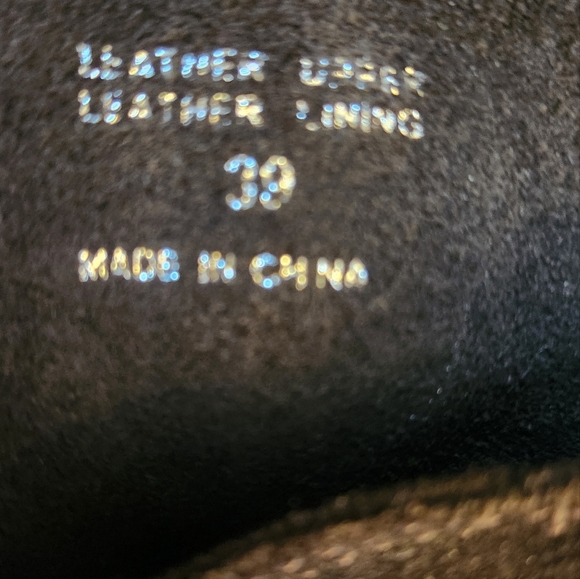 LEATHER UPPER
LEATHER LINING
39
MADE IN CHINA